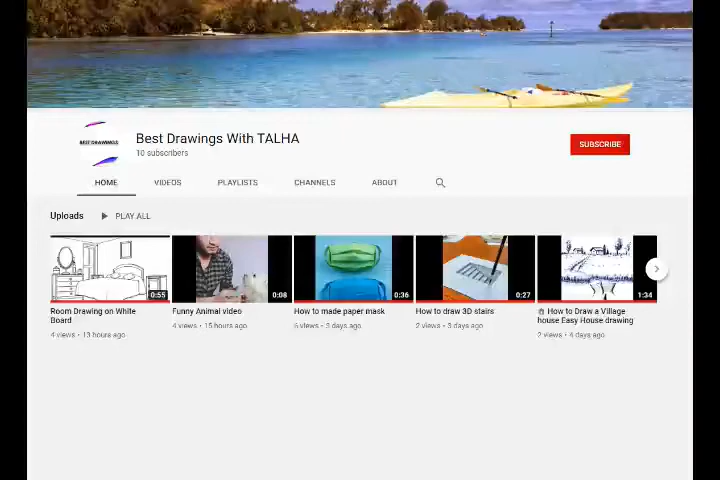 BEST DRAWINGS
Best Drawings With TALHA
10 subscribers
SUBSCRIBE
HOME VIDEOS PLAYLISTS CHANNELS ABOUT
Uploads PLAY ALL
0:55 0:08 0:36 0:27 1:34
Room Drawing on White Board
4 views • 13 hours ago
Funny Animal video
4 views • 15 hours ago
How to made paper mask
6 views • 3 days ago
How to draw 3D stairs
2 views • 3 days ago
How to Draw a Village
house Easy House drawing
2 views • 4 days ago